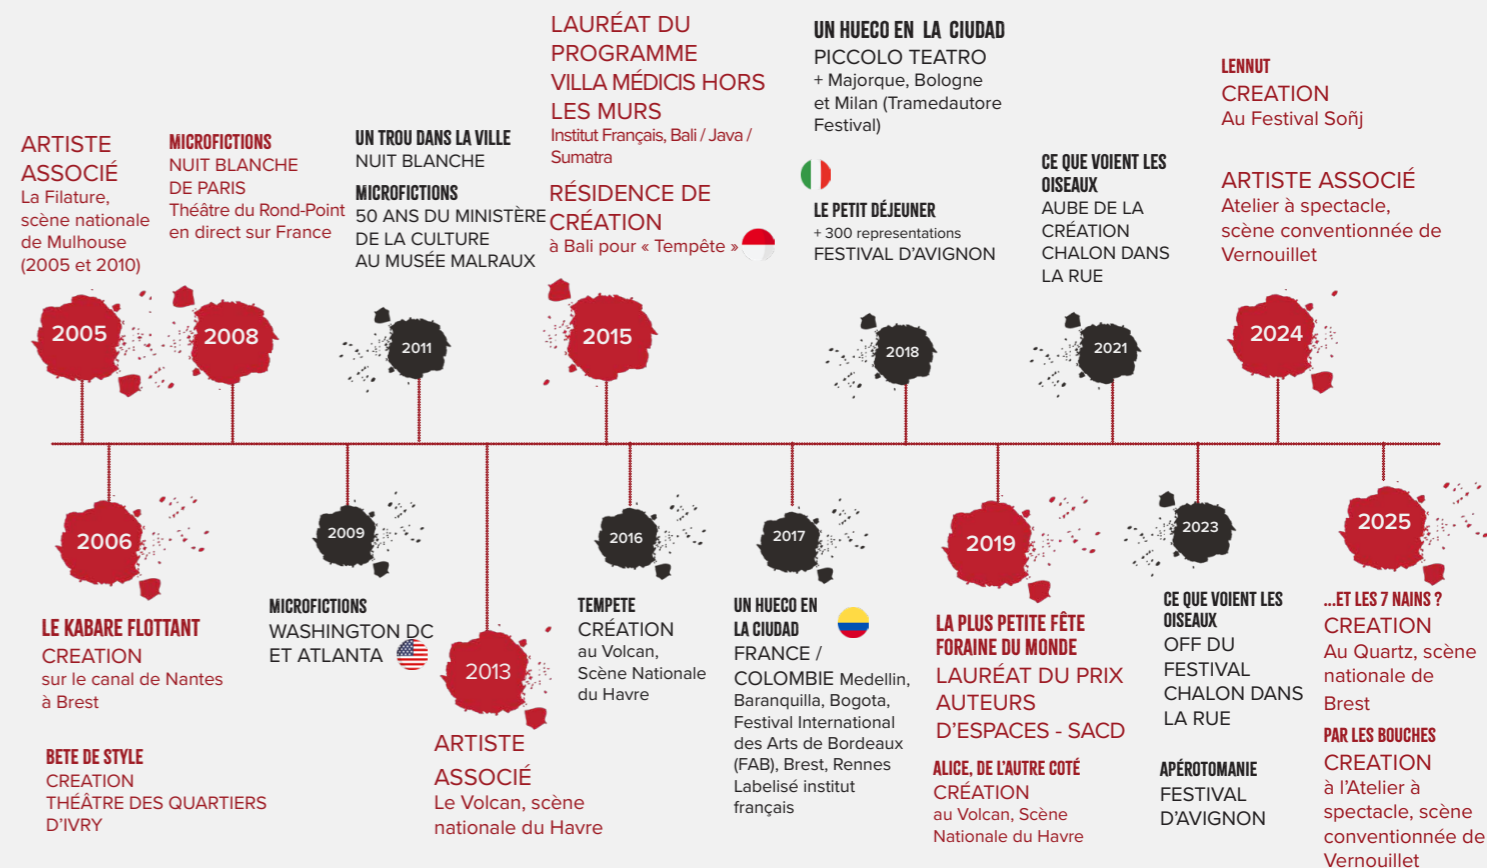 ARTISTE
ASSOCIÉ
La Filature,
scène nationale
de Mulhouse
(2005 et 2010)
2005
MICROFICTIONS
NUIT BLANCHE
DE PARIS
Théâtre du Rond-Point
en direct sur France
2008
UN TROU DANS LA VILLE
NUIT BLANCHE
MICROFICTIONS
50 ANS DU MINISTÈRE
DE LA CULTURE
AU MUSÉE MALRAUX
2011
LAURÉAT DU
PROGRAMME
VILLA MÉDICIS HORS
LES MURS
Institut Français, Bali / Java /
Sumatra
RÉSIDENCE DE
CRÉATION
à Bali pour « Tempête »
2015
UN HUECO EN LA CIUDAD
PICCOLO TEATRO
+ Majorque, Bologne
et Milan (Tramedautore
Festival)
LE PETIT DÉJEUNER
+ 300 representations
FESTIVAL D'AVIGNON
2018
CE QUE VOIENT LES
OISEAUX
AUBE DE LA
CRÉATION
CHALON DANS
LA RUE
2021
LENNUT
CREATION
Au Festival Soñj
ARTISTE ASSOCIÉ
Atelier à spectacle,
scène conventionnée de
Vernouillet
2024
2006
LE KABARE FLOTTANT
CREATION
sur le canal de Nantes
à Brest
BETE DE STYLE
CREATION
THÉÂTRE DES QUARTIERS
D'IVRY
2009
MICROFICTIONS
WASHINGTON DC
ET ATLANTA
2013
ARTISTE
ASSOCIÉ
Le Volcan, scène
nationale du Havre
2016
TEMPETE
CRÉATION
au Volcan,
Scène Nationale
du Havre
2017
UN HUECO EN
LA CIUDAD
FRANCE /
COLOMBIE Medellin,
Baranquilla, Bogota,
Festival International
des Arts de Bordeaux
(FAB), Brest, Rennes
Labelisé institut
français
2019
LA PLUS PETITE FÊTE
FORAINE DU MONDE
LAURÉAT DU PRIX
AUTEURS
D'ESPACES - SACD
ALICE, DE L'AUTRE COTÉ
CRÉATION
au Volcan, Scène
Nationale du Havre
2023
CE QUE VOIENT LES
OISEAUX
OFF DU
FESTIVAL
CHALON DANS
LA RUE
APÉROTOMANIE
FESTIVAL
D'AVIGNON
2025
...ET LES 7 NAINS ?
CREATION
Au Quartz, scène
nationale de
Brest
PAR LES BOUCHES
CREATION
à l'Atelier à
spectacle, scène
conventionnée de
Vernouillet